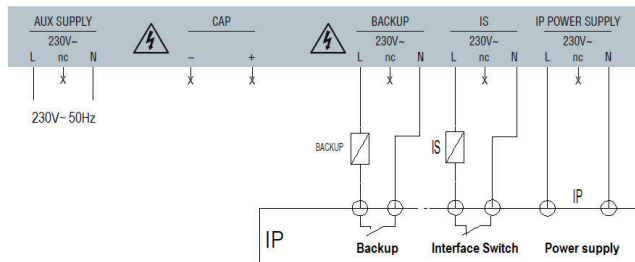 AUX SUPPLY CAP BACKUP IS IP POWER SUPPLY
230V~ 230V~ 230V~ 230V~
L nc N − + L nc N L nc N L nc N
x x x x x x
230V~ 50Hz
BACKUP IS
IP
IP Backup Interface Switch Power supply